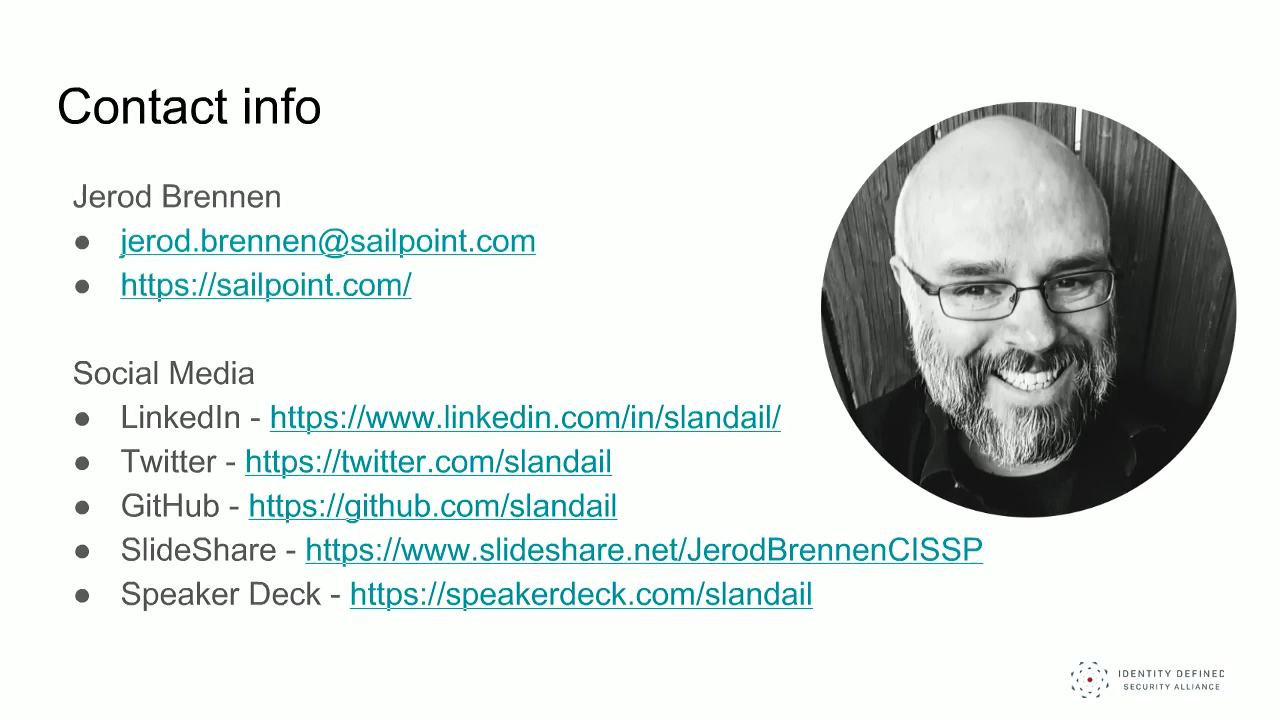 Contact info
Jerod Brennen
● jerod.brennen@sailpoint.com
● https://sailpoint.com/
Social Media
● LinkedIn - https://www.linkedin.com/in/slandail/
● Twitter - https://twitter.com/slandail
● GitHub - https://github.com/slandail
● SlideShare - https://www.slideshare.net/JerodBrennenCISSP
● Speaker Deck - https://speakerdeck.com/slandail
IDENTITY DEFINED
SECURITY ALLIANCE